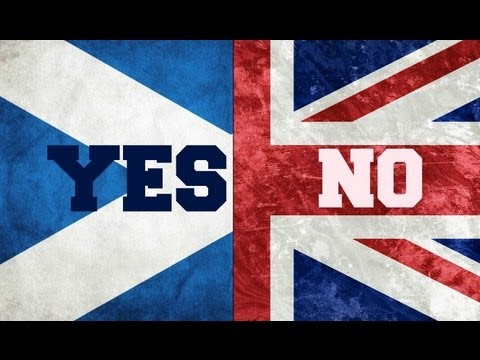 YES NO